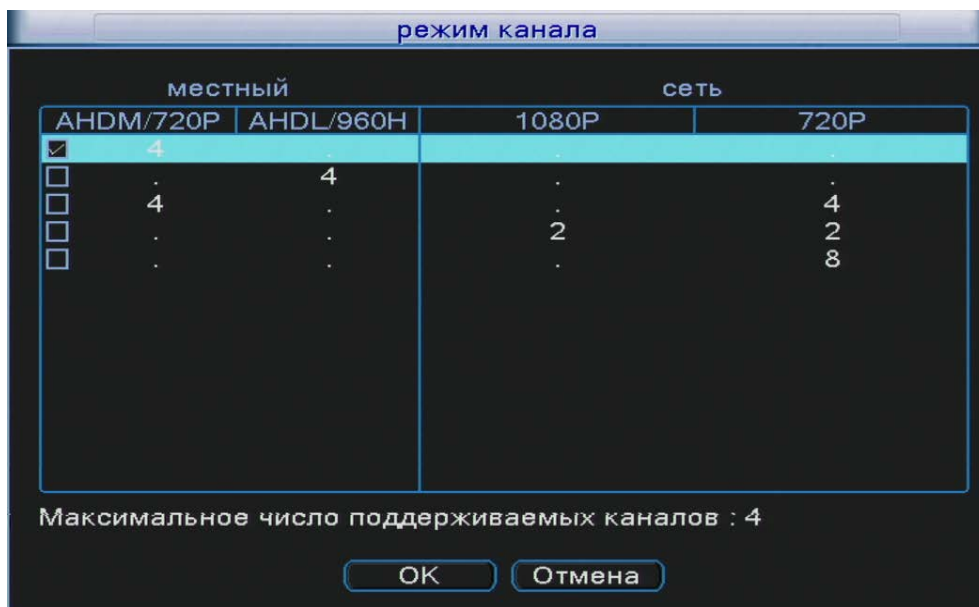 режим канала
местный сеть
AHDM/720P AHDL/960H 1080P 720P
4 . . .
. 4 . .
4 . . 4
. . 2 2
. . . 8
Максимальное число поддерживаемых каналов : 4
OK Отмена